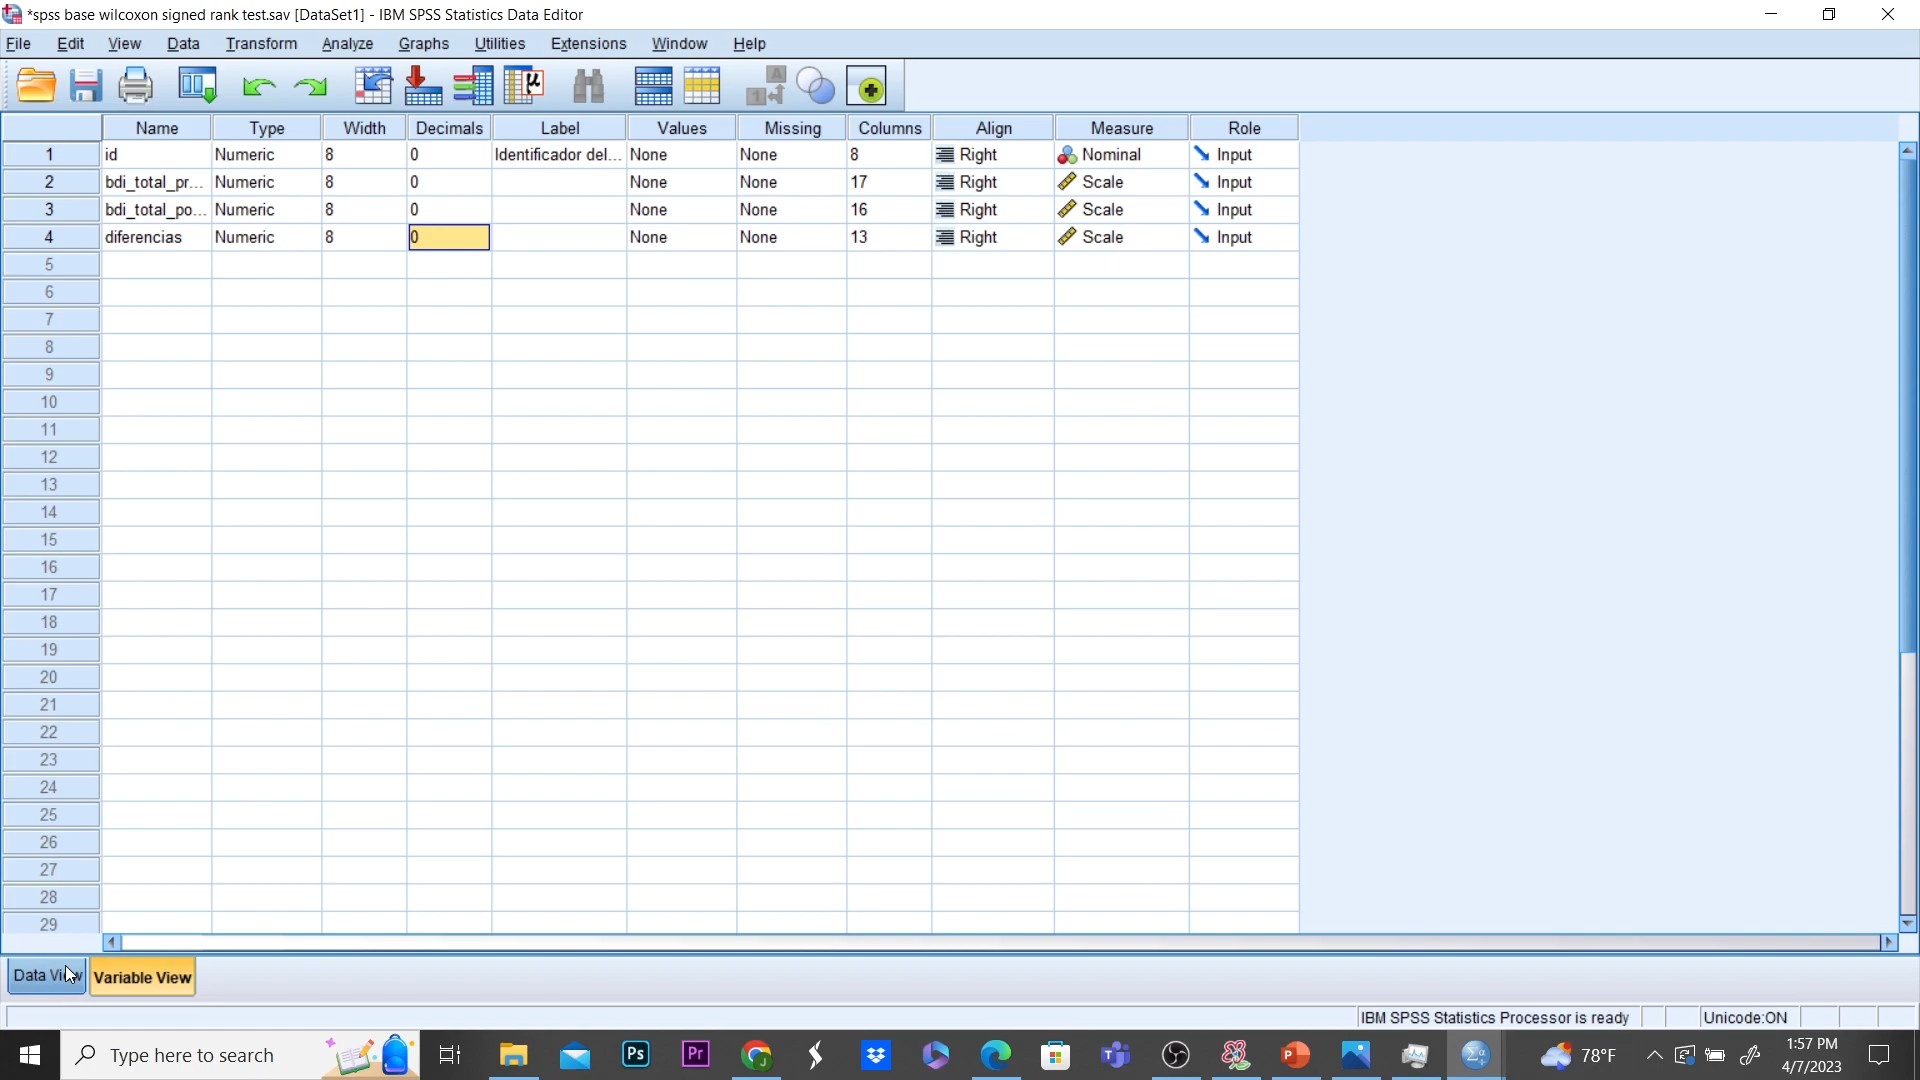 *spss base wilcoxon signed rank test.sav [DataSet1] - IBM SPSS Statistics Data Editor
File Edit View Data Transform Analyze Graphs Utilities Extensions Window Help
Name Type Width Decimals Label Values Missing Columns Align Measure Role
1 id Numeric 8 0 Identificador del... None None 8 Right Nominal Input
2 bdi_total_pr... Numeric 8 0 None None 17 Right Scale Input
3 bdi_total_po... Numeric 8 0 None None 16 Right Scale Input
4 diferencias Numeric 8 0 None None 13 Right Scale Input
5
6
7
8
9
10
11
12
13
14
15
16
17
18
19
20
21
22
23
24
25
26
27
28
29
Data View Variable View
IBM SPSS Statistics Processor is ready Unicode:ON
Type here to search Ps Pr 78°F 1:57 PM
4/7/2023